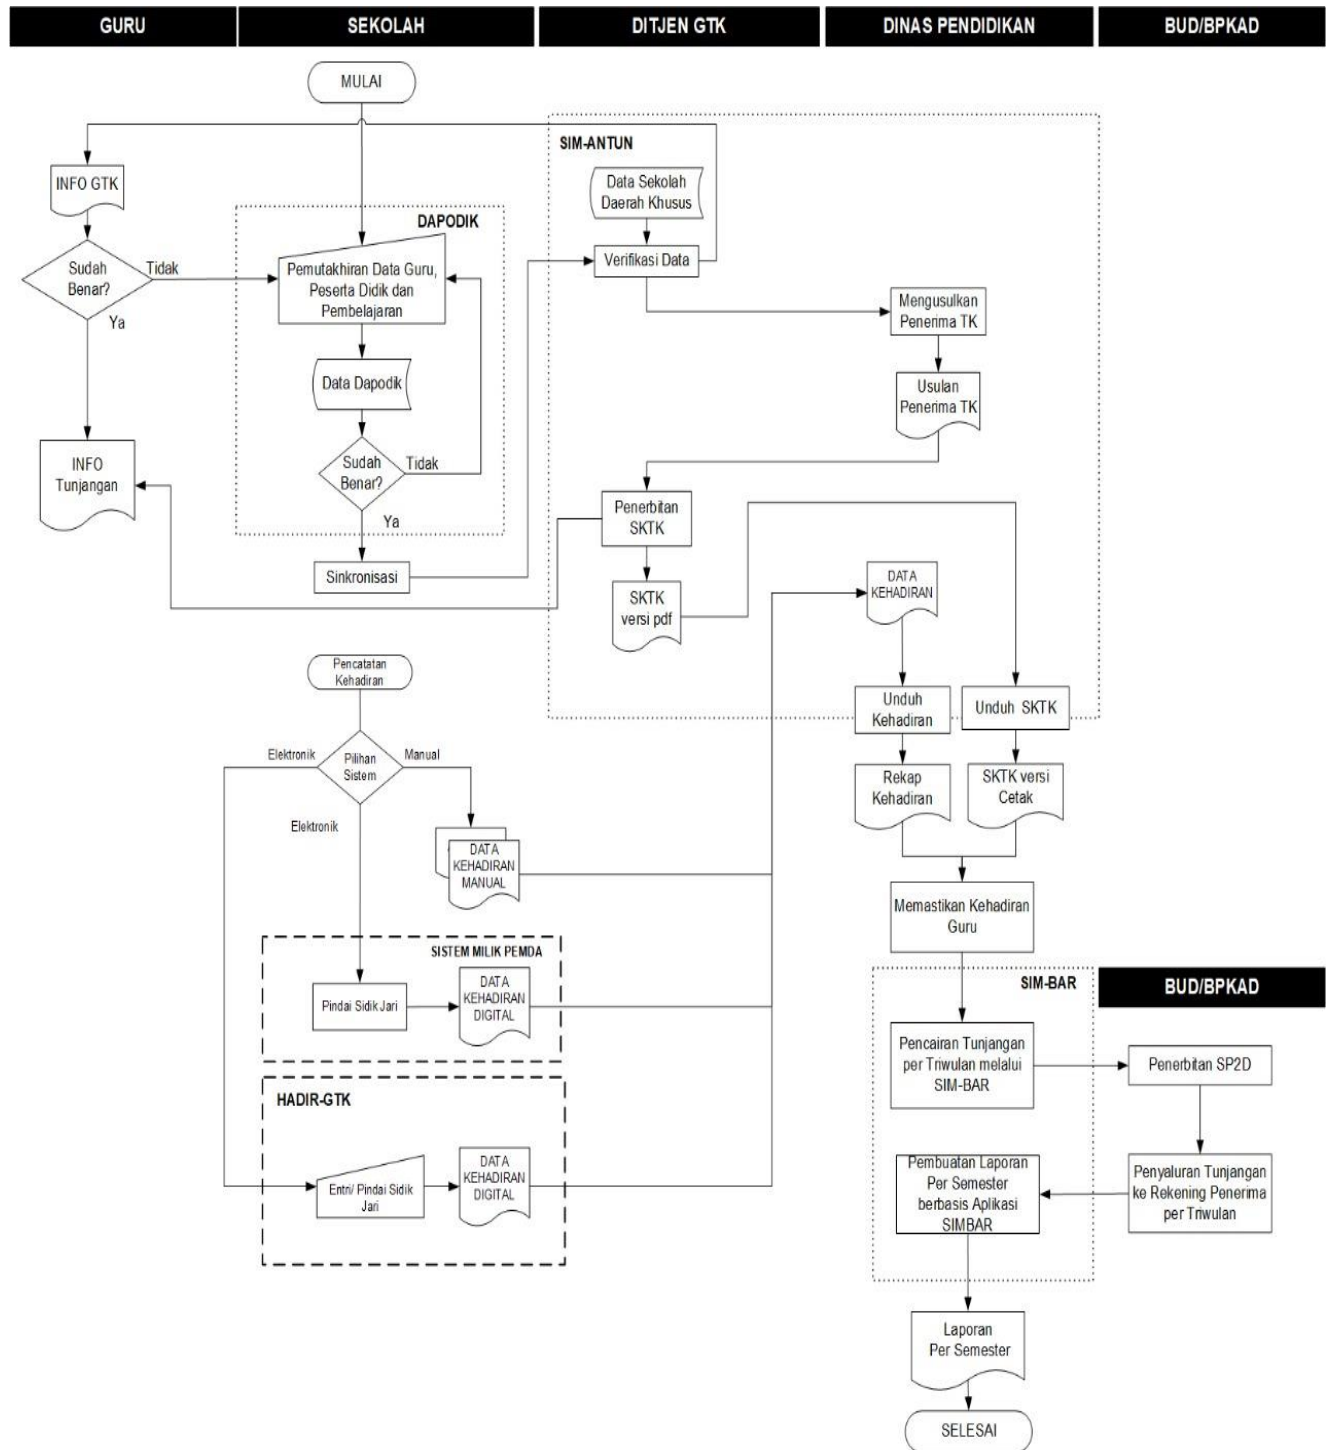 GURU
SEKOLAH
DITJEN GTK
DINAS PENDIDIKAN
BUD/BPKAD
MULAI
SIM-ANTUN
INFO GTK
Data Sekolah
Daerah Khusus
DAPODIK
Sudah
Benar?
Tidak
Ya
Pemutakhiran Data Guru,
Peserta Didik dan
Pembelajaran
Verifikasi Data
Mengusulkan
Penerima TK
Data Dapodik
Usulan
Penerima TK
INFO
Tunjangan
Sudah
Benar?
Tidak
Ya
Penerbitan
SKTK
Sinkronisasi
SKTK
versi pdf
DATA
KEHADIRAN
Pencatatan
Kehadiran
Unduh
Kehadiran
Unduh SKTK
Elektronik
Pilihan
Sistem
Manual
Elektronik
Rekap
Kehadiran
SKTK versi
Cetak
DATA
KEHADIRAN
MANUAL
Memastikan Kehadiran
Guru
SISTEM MILIK PEMDA
Pindai Sidik Jari
DATA
KEHADIRAN
DIGITAL
SIM-BAR
BUD/BPKAD
Pencairan Tunjangan
per Triwulan melalui
SIM-BAR
Penerbitan SP2D
HADIR-GTK
Entri/ Pindai Sidik
Jari
DATA
KEHADIRAN
DIGITAL
Pembuatan Laporan
Per Semester
berbasis Aplikasi
SIMBAR
Penyaluran Tunjangan
ke Rekening Penerima
per Triwulan
Laporan
Per Semester
SELESAI